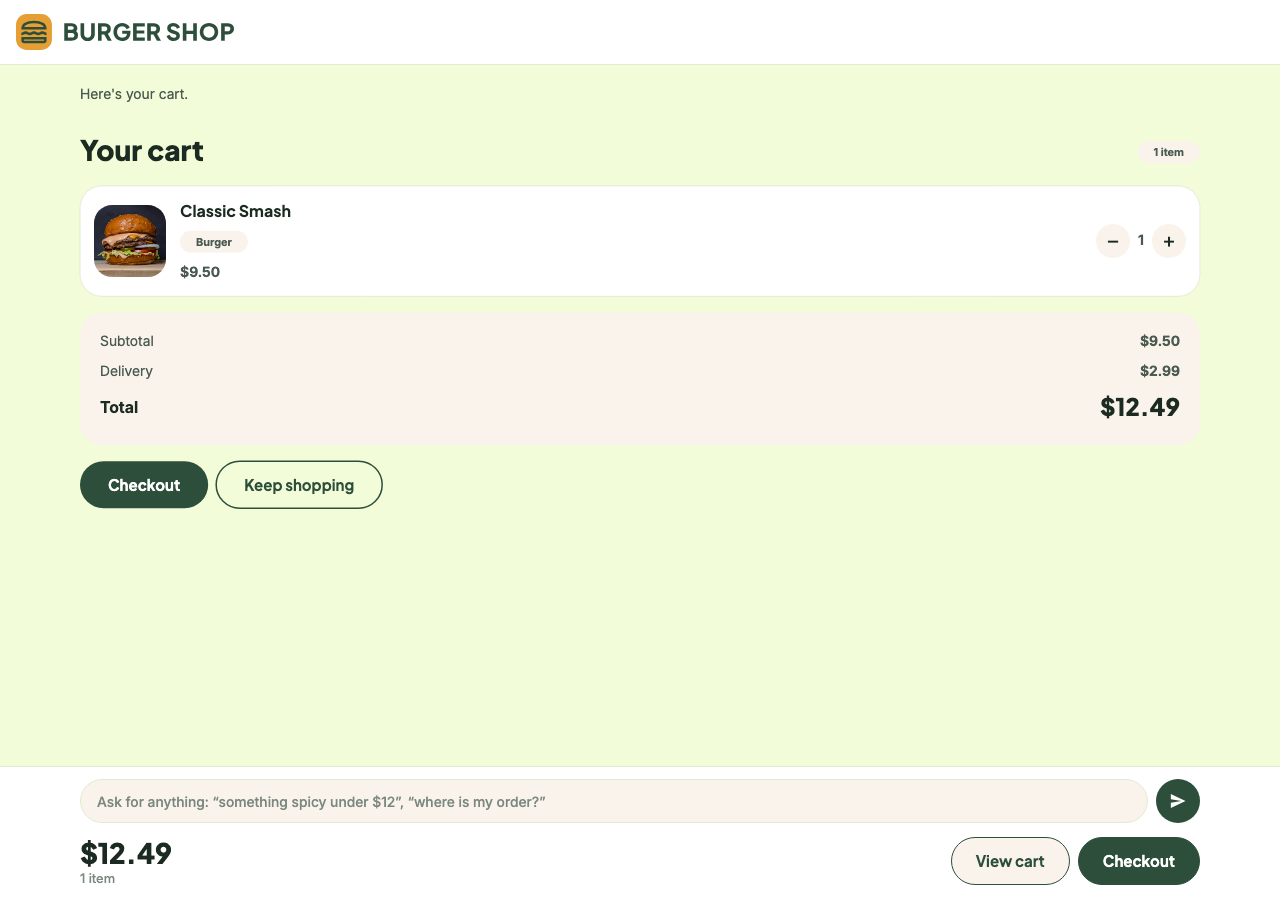 BURGER SHOP
Here's your cart.
Your cart
1 item
Classic Smash
Burger
$9.50
− 1 +
Subtotal $9.50
Delivery $2.99
Total $12.49
Checkout Keep shopping
Ask for anything: “something spicy under $12”, “where is my order?”
$12.49
1 item
View cart Checkout